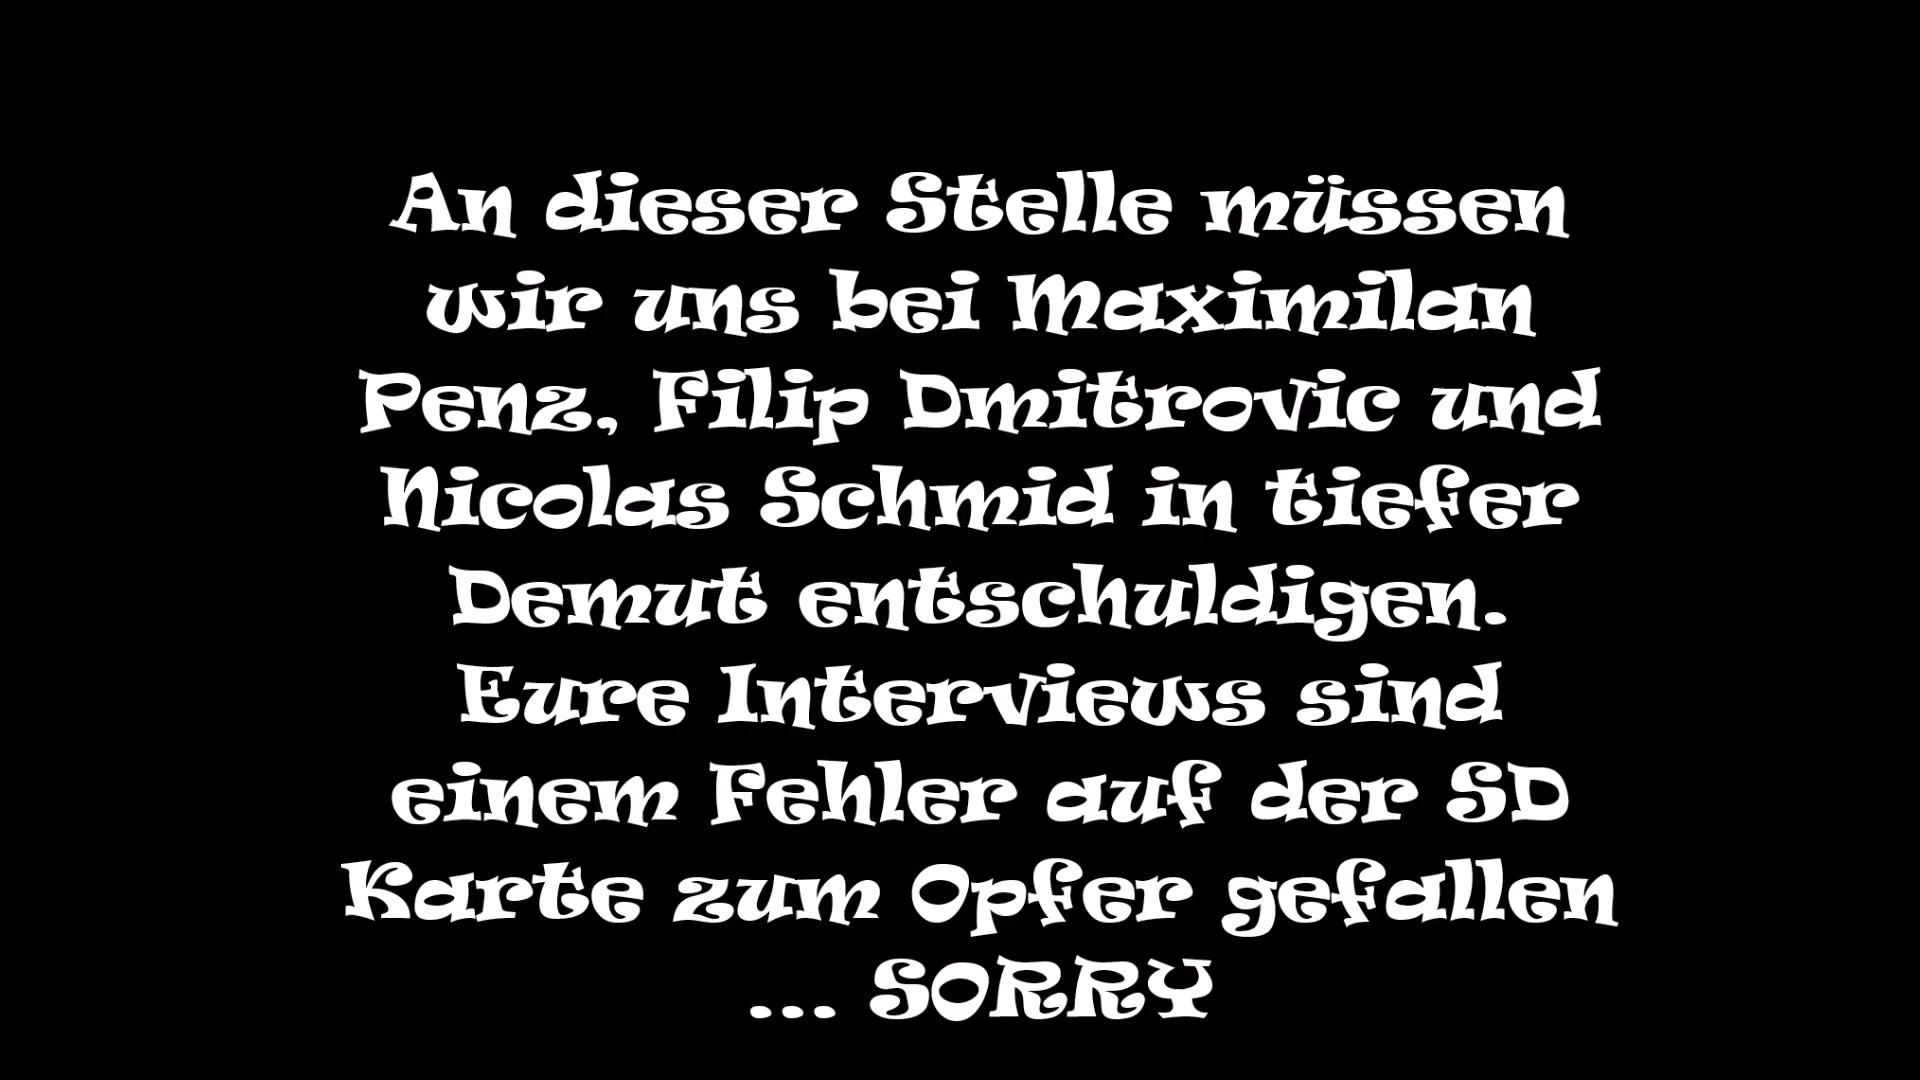 An dieser Stelle müssen
wir uns bei Maximilan
Penz, Filip Dmitrovic und
Nicolas Schmid in tiefer
Demut entschuldigen.
Eure Interviews sind
einem Fehler auf der SD
Karte zum Opfer gefallen
... SORRY